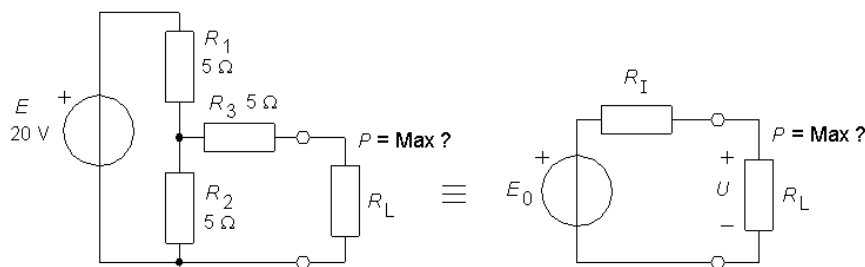 R1
5 Ω
E
+
20 V
R3 5 Ω
P = Max ?
R2
5 Ω
RL
≡
RI
P = Max ?
+
E0
+
U
−
RL